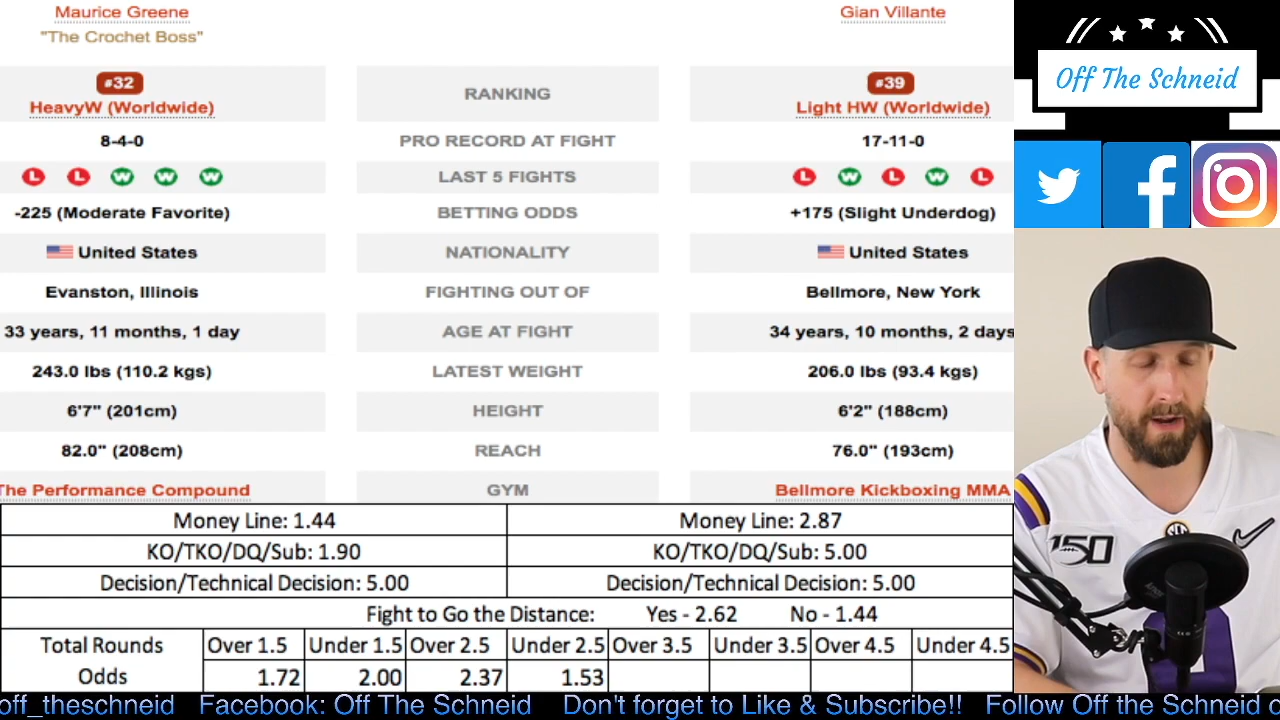 Maurice Greene Gian Villante
"The Crochet Boss"
#32 RANKING #39
HeavyW (Worldwide) Light HW (Worldwide)
8-4-0 PRO RECORD AT FIGHT 17-11-0
L L W W W LAST 5 FIGHTS L W L W L
-225 (Moderate Favorite) BETTING ODDS +175 (Slight Underdog)
United States NATIONALITY United States
Evanston, Illinois FIGHTING OUT OF Bellmore, New York
33 years, 11 months, 1 day AGE AT FIGHT 34 years, 10 months, 2 days
243.0 lbs (110.2 kgs) LATEST WEIGHT 206.0 lbs (93.4 kgs)
6'7" (201cm) HEIGHT 6'2" (188cm)
82.0" (208cm) REACH 76.0" (193cm)
The Performance Compound GYM Bellmore Kickboxing MMA
Money Line: 1.44 Money Line: 2.87
KO/TKO/DQ/Sub: 1.90 KO/TKO/DQ/Sub: 5.00
Decision/Technical Decision: 5.00 Decision/Technical Decision: 5.00
Fight to Go the Distance: Yes - 2.62 No - 1.44
Total Rounds Over 1.5 Under 1.5 Over 2.5 Under 2.5 Over 3.5 Under 3.5 Over 4.5 Under 4.5
Odds 1.72 2.00 2.37 1.53
off_theschneid Facebook: Off The Schneid Don't forget to Like & Subscribe!! Follow Off the Schneid
Off The Schneid
SEC
150